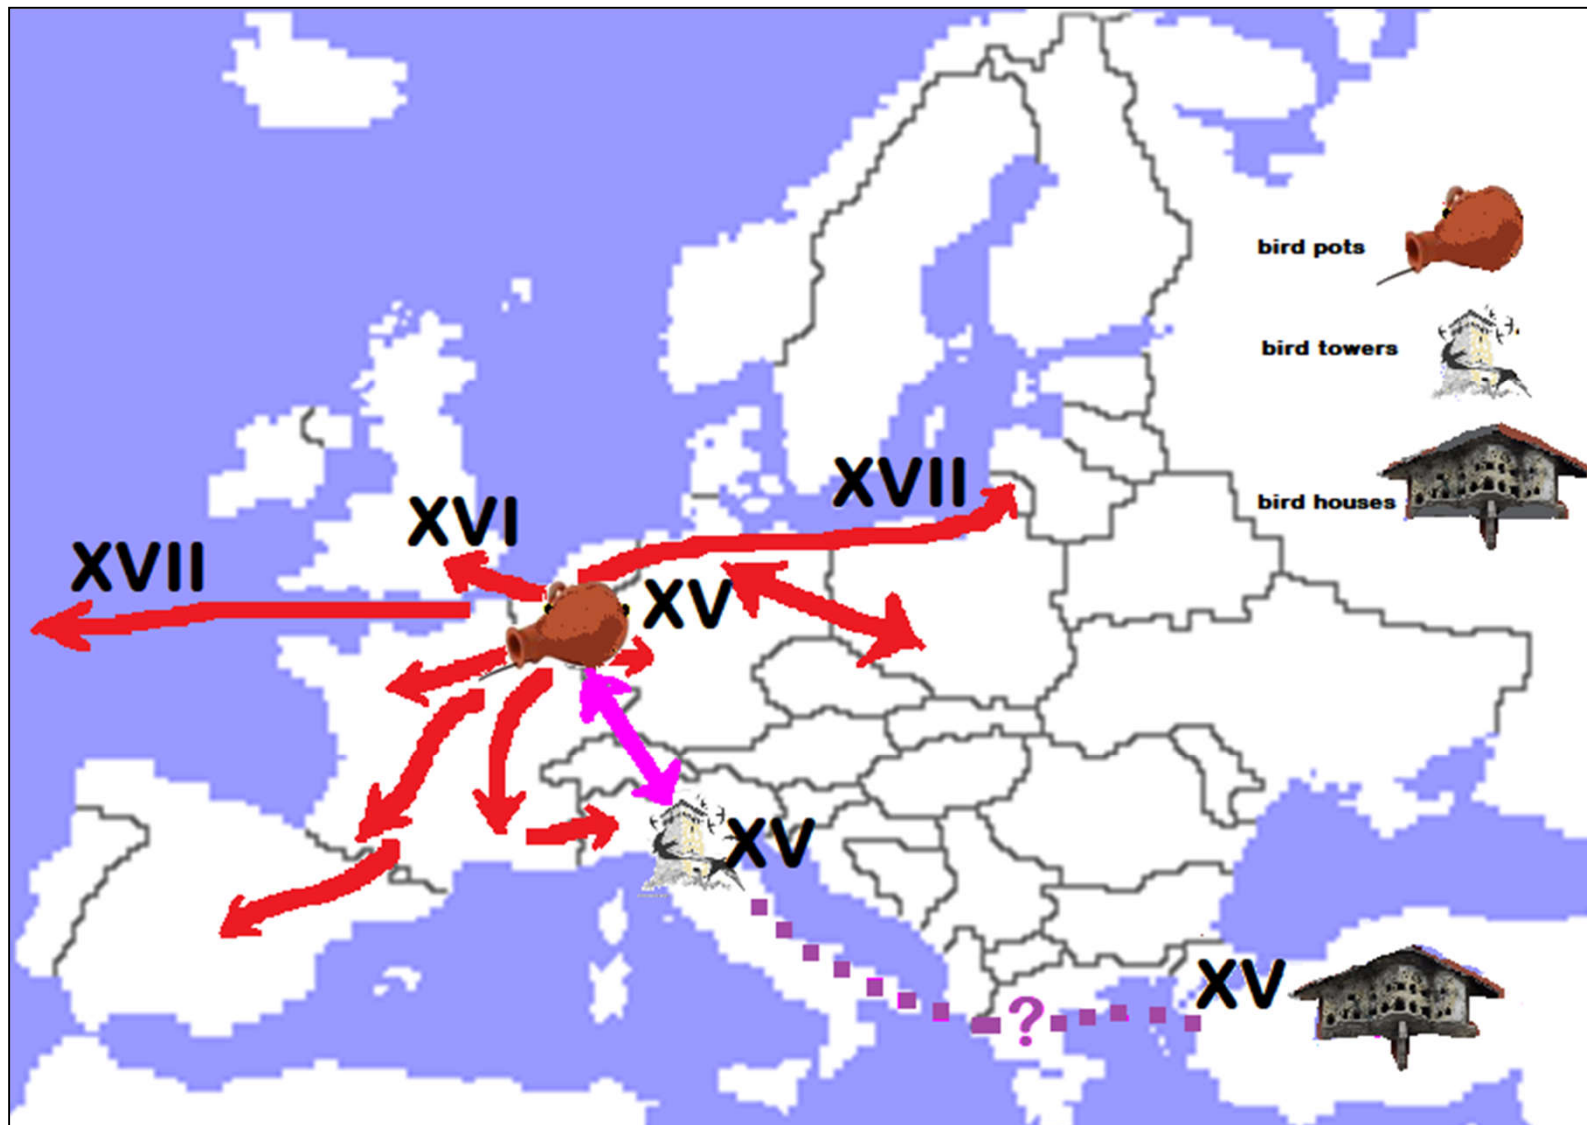 bird pots
bird towers
XVII
XVI
bird houses
XVII
XV
XV
XV
?